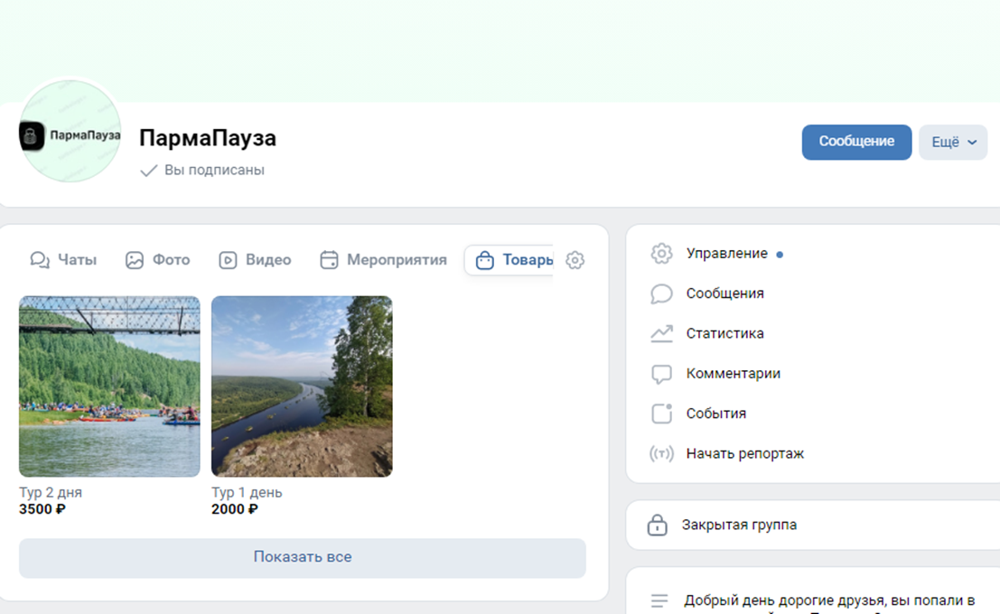 ПармаПауза
ПармаПауза
Вы подписаны
Сообщение
Ещё
Чаты
Фото
Видео
Мероприятия
Товары
Тур 2 дня
3500 ₽
Тур 1 день
2000 ₽
Показать все
Управление
Сообщения
Статистика
Комментарии
События
Начать репортаж
Закрытая группа
Добрый день дорогие друзья, вы попали в